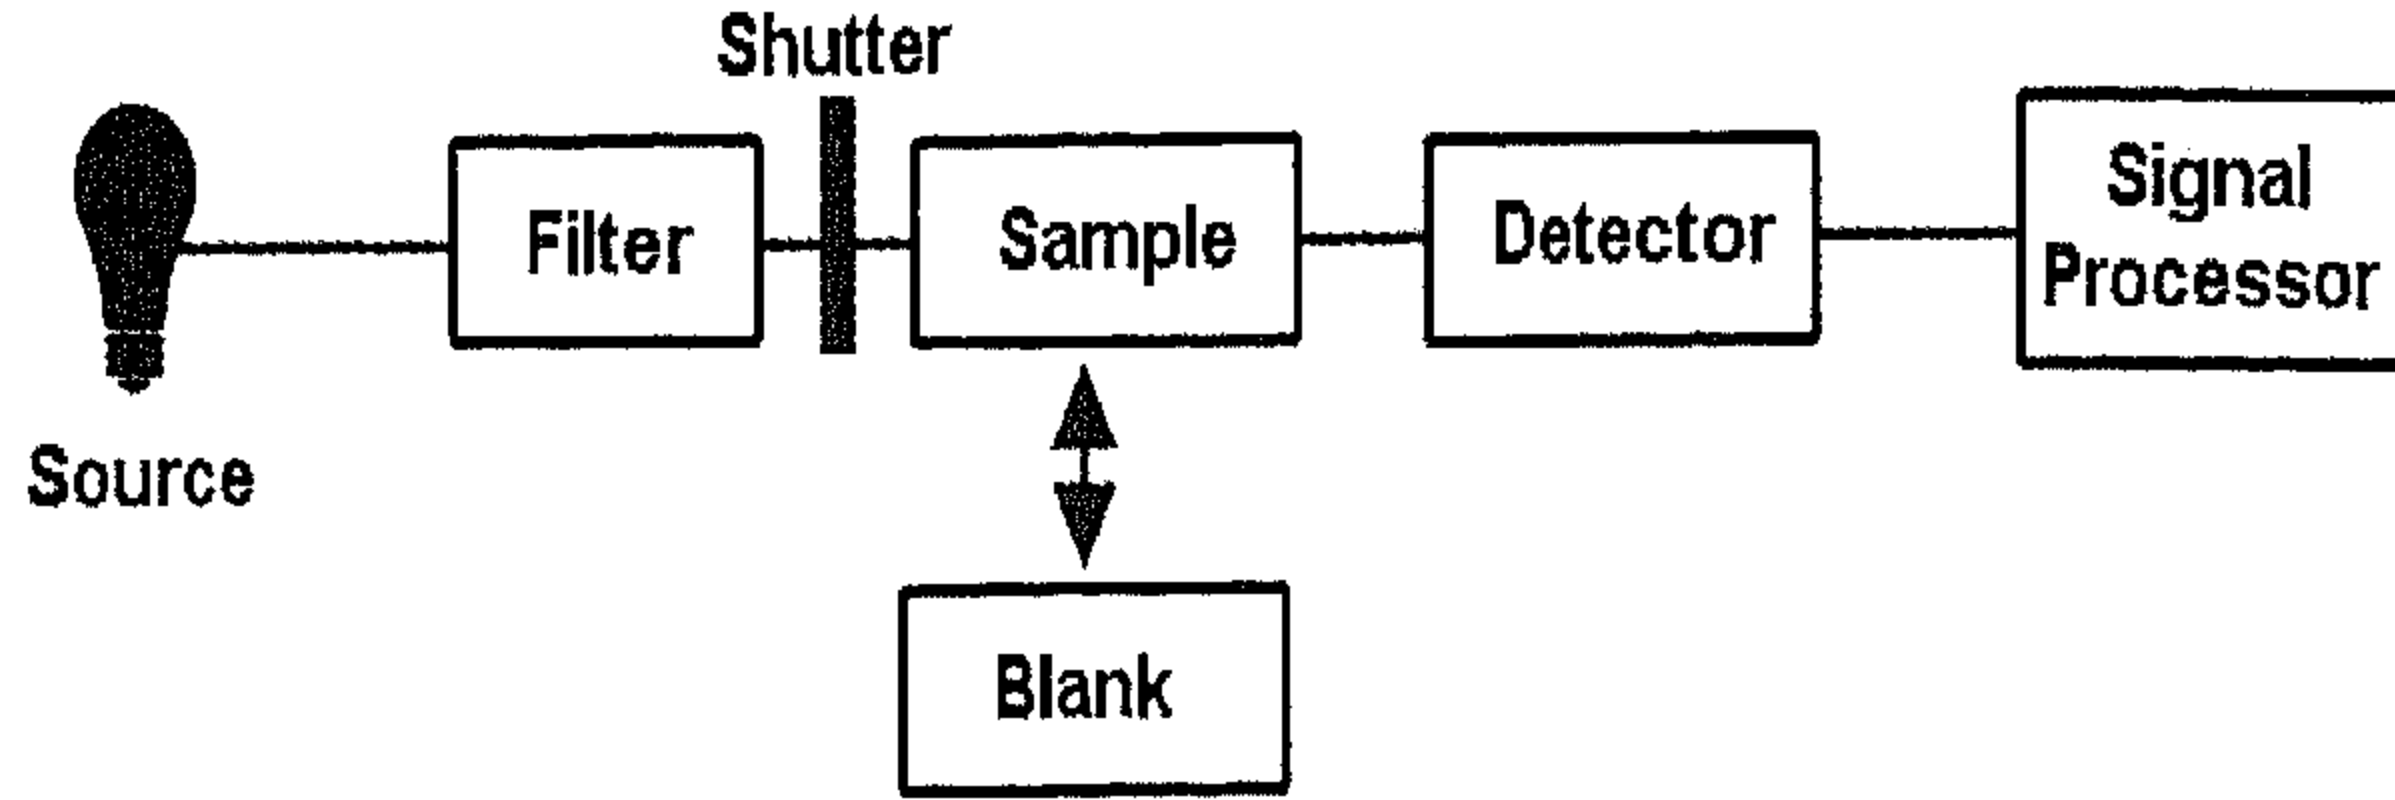 Shutter
Source
Filter
Sample
Detector
Signal
Processor
Blank